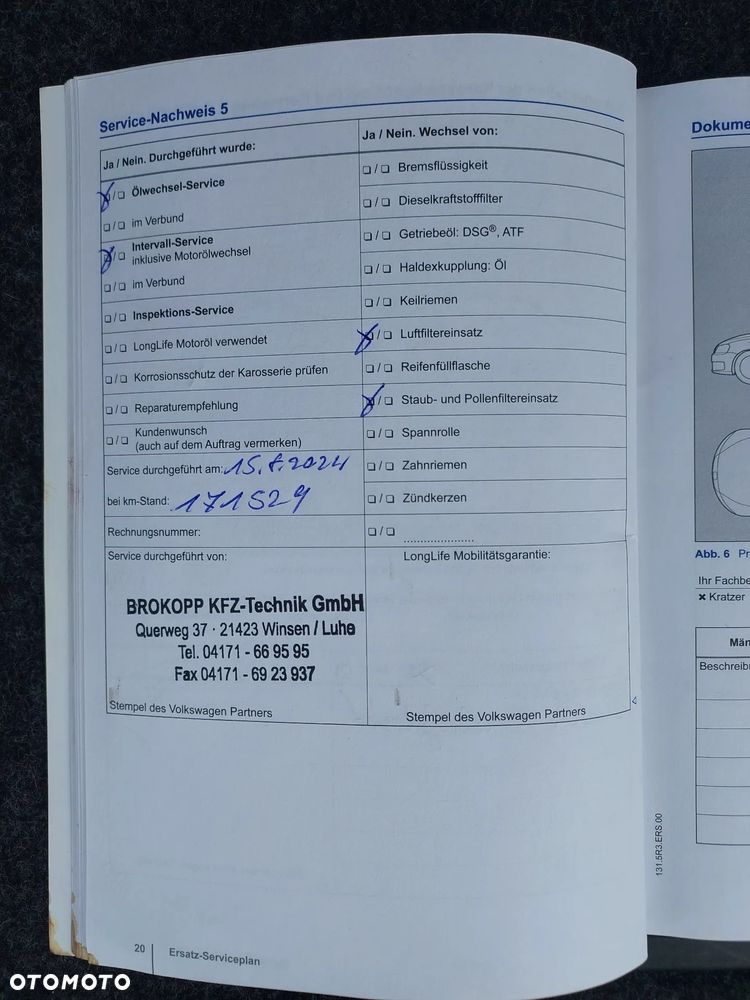 Service-Nachweis 5
Ja / Nein. Durchgeführt wurde:
❑ / ❑ Ölwechsel-Service
❑ / ❑ im Verbund
❑ / ❑ Intervall-Service
inklusive Motorölwechsel
❑ / ❑ im Verbund
❑ / ❑ Inspektions-Service
❑ / ❑ LongLife Motoröl verwendet
❑ / ❑ Korrosionsschutz der Karosserie prüfen
❑ / ❑ Reparaturempfehlung
❑ / ❑ Kundenwunsch
(auch auf dem Auftrag vermerken)
Service durchgeführt am: 15.8.2024
bei km-Stand: 171529
Rechnungsnummer:
Service durchgeführt von:
BROKOPP KFZ-Technik GmbH
Querweg 37 · 21423 Winsen / Luhe
Tel. 04171 - 66 95 95
Fax 04171 - 69 23 937
Stempel des Volkswagen Partners
Ja / Nein. Wechsel von:
❑ / ❑ Bremsflüssigkeit
❑ / ❑ Dieselkraftstofffilter
❑ / ❑ Getriebeöl: DSG®, ATF
❑ / ❑ Haldexkupplung: Öl
❑ / ❑ Keilriemen
❑ / ❑ Luftfiltereinsatz
❑ / ❑ Reifenfüllflasche
❑ / ❑ Staub- und Pollenfiltereinsatz
❑ / ❑ Spannrolle
❑ / ❑ Zahnriemen
❑ / ❑ Zündkerzen
❑ / ❑ ......................
LongLife Mobilitätsgarantie:
Stempel des Volkswagen Partners
20
Ersatz-Serviceplan
131.5R3.ERS.00
Dokume
Abb. 6 Pr
Ihr Fachbe
✖ Kratzer
Män
Beschreibu
OTOMOTO